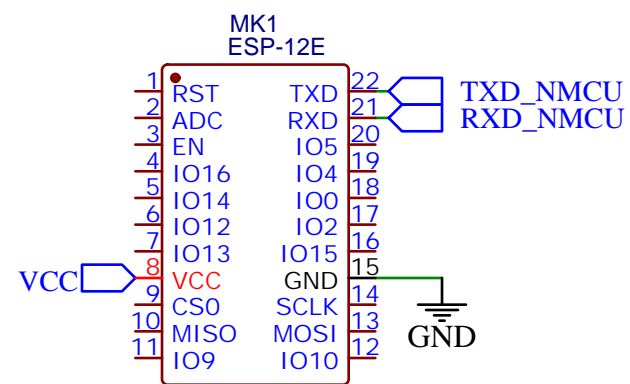 MK1
ESP-12E
1 RST TXD 22 TXD_NMCU
2 ADC RXD 21 RXD_NMCU
3 EN IO5 20
4 IO16 IO4 19
5 IO14 IO0 18
6 IO12 IO2 17
7 IO13 IO15 16
VCC 8 VCC GND 15
9 CS0 SCLK 14
10 MISO MOSI 13 GND
11 IO9 IO10 12